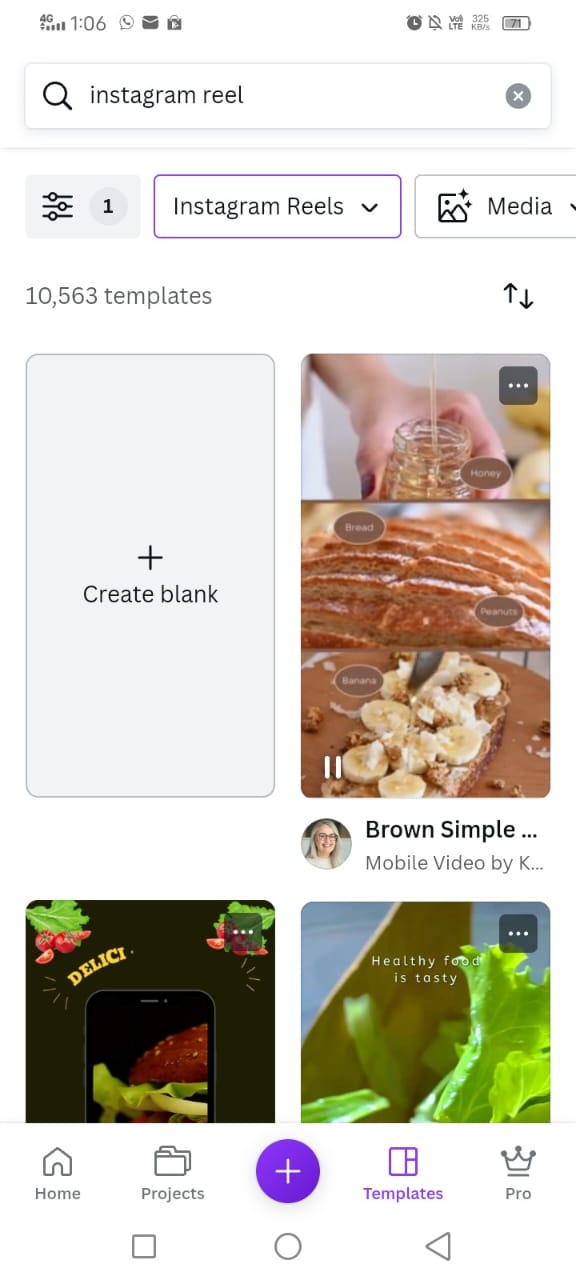 4G 1:06 Vo)) LTE 325 KB/s 71
instagram reel
1 Instagram Reels Media
10,563 templates
Honey
Bread
Peanuts
Banana
Create blank
Brown Simple ...
Mobile Video by K...
DELICI
Healthy food
is tasty
Home Projects Templates Pro